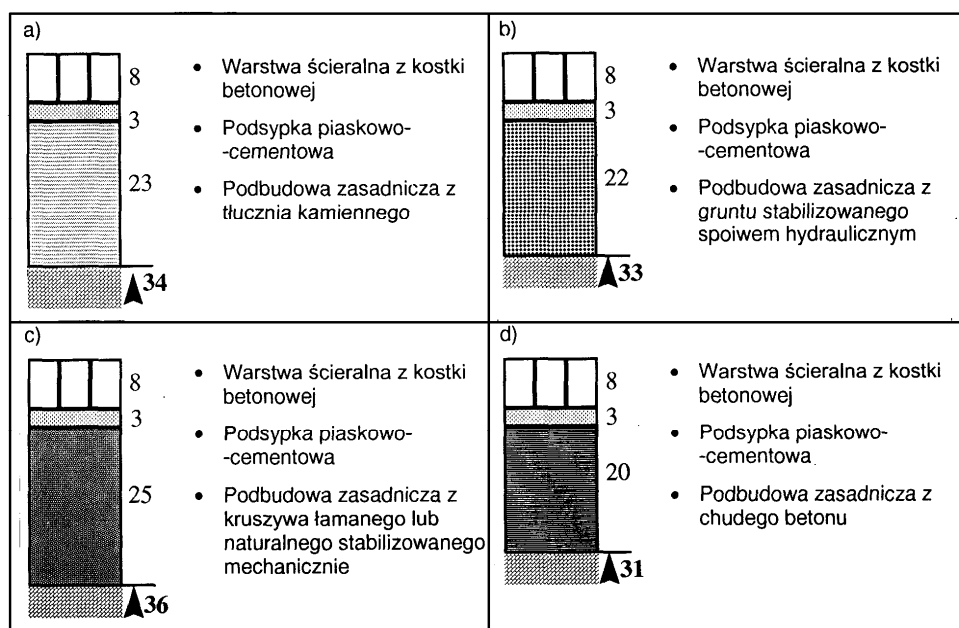 a)
8
3
23
34
• Warstwa ścieralna z kostki
betonowej
• Podsypka piaskowo-
-cementowa
• Podbudowa zasadnicza z
tłucznia kamiennego
b)
8
3
22
33
• Warstwa ścieralna z kostki
betonowej
• Podsypka piaskowo-
-cementowa
• Podbudowa zasadnicza z
gruntu stabilizowanego
spoiwem hydraulicznym
c)
8
3
25
36
• Warstwa ścieralna z kostki
betonowej
• Podsypka piaskowo-
-cementowa
• Podbudowa zasadnicza z
kruszywa łamanego lub
naturalnego stabilizowanego
mechanicznie
d)
8
3
20
31
• Warstwa ścieralna z kostki
betonowej
• Podsypka piaskowo-
-cementowa
• Podbudowa zasadnicza z
chudego betonu